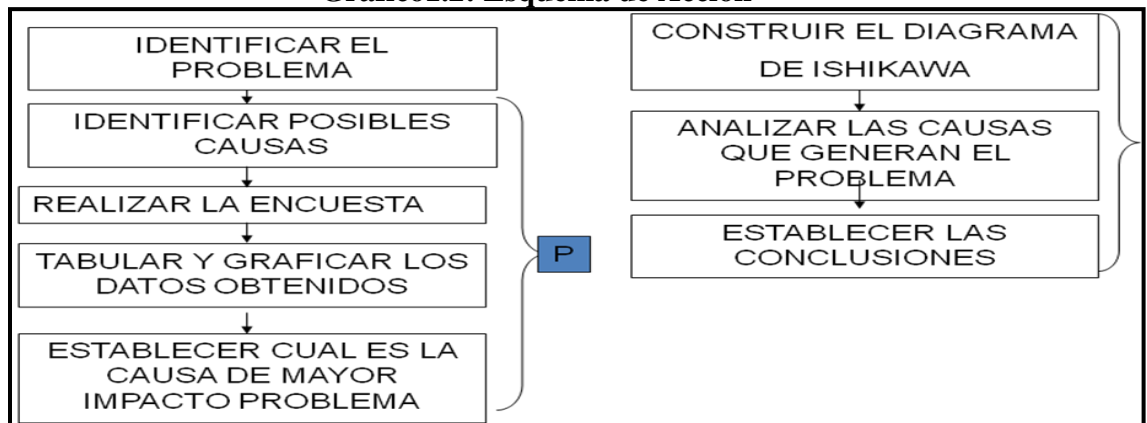 IDENTIFICAR EL
PROBLEMA
IDENTIFICAR POSIBLES
CAUSAS
REALIZAR LA ENCUESTA
TABULAR Y GRAFICAR LOS
DATOS OBTENIDOS
ESTABLECER CUAL ES LA
CAUSA DE MAYOR
IMPACTO PROBLEMA
P
CONSTRUIR EL DIAGRAMA
DE ISHIKAWA
ANALIZAR LAS CAUSAS
QUE GENERAN EL
PROBLEMA
ESTABLECER LAS
CONCLUSIONES